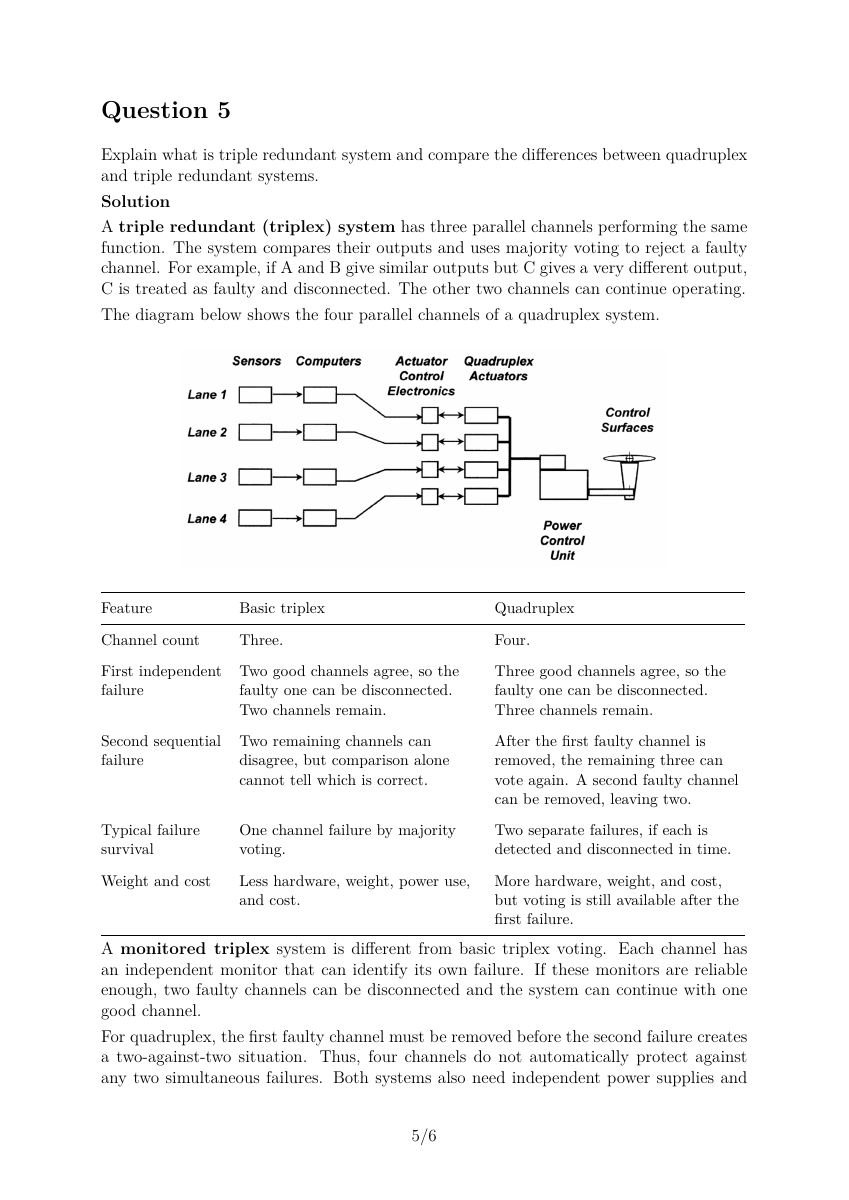 Question 5
Explain what is triple redundant system and compare the differences between quadruplex
and triple redundant systems.
Solution
A triple redundant (triplex) system has three parallel channels performing the same
function. The system compares their outputs and uses majority voting to reject a faulty
channel. For example, if A and B give similar outputs but C gives a very different output,
C is treated as faulty and disconnected. The other two channels can continue operating.
The diagram below shows the four parallel channels of a quadruplex system.
Sensors Computers Actuator Quadruplex
Control Actuators
Electronics
Lane 1
Lane 2
Lane 3
Lane 4
Control
Surfaces
Power
Control
Unit
Feature Basic triplex Quadruplex
Channel count Three. Four.
First independent Two good channels agree, so the Three good channels agree, so the
failure faulty one can be disconnected. faulty one can be disconnected.
Two channels remain. Three channels remain.
Second sequential Two remaining channels can After the first faulty channel is
failure disagree, but comparison alone removed, the remaining three can
cannot tell which is correct. vote again. A second faulty channel
can be removed, leaving two.
Typical failure One channel failure by majority Two separate failures, if each is
survival voting. detected and disconnected in time.
Weight and cost Less hardware, weight, power use, More hardware, weight, and cost,
and cost. but voting is still available after the
first failure.
A monitored triplex system is different from basic triplex voting. Each channel has
an independent monitor that can identify its own failure. If these monitors are reliable
enough, two faulty channels can be disconnected and the system can continue with one
good channel.
For quadruplex, the first faulty channel must be removed before the second failure creates
a two-against-two situation. Thus, four channels do not automatically protect against
any two simultaneous failures. Both systems also need independent power supplies and
5/6